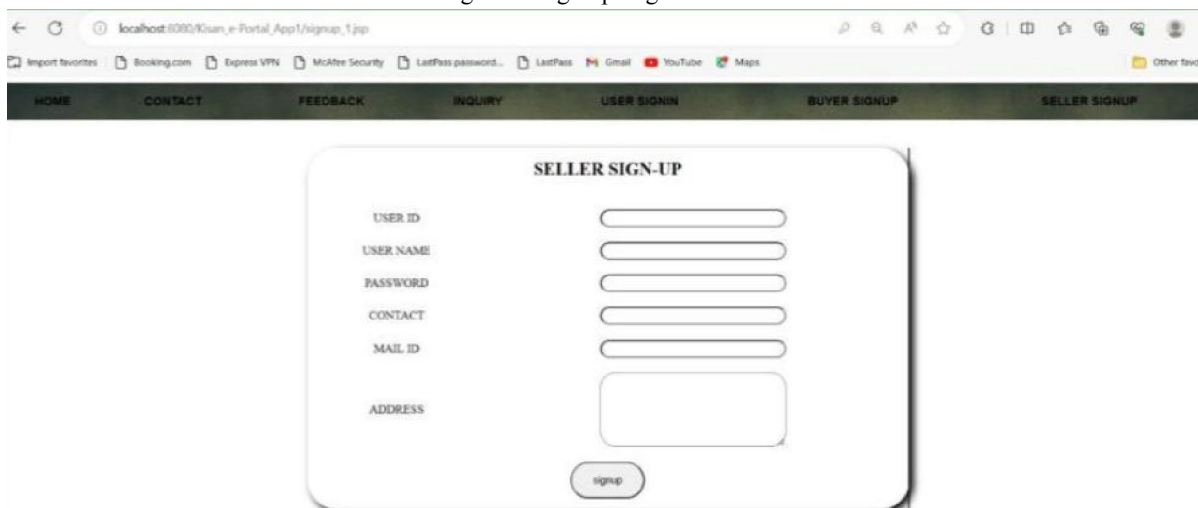 localhost:8080/Kisan_e-Portal_App1/signup_1.jsp
Import favorites Booking.com Express VPN McAfee Security LastPass password... LastPass Gmail YouTube Maps Other favo
HOME CONTACT FEEDBACK INQUIRY USER SIGNIN BUYER SIGNUP SELLER SIGNUP
SELLER SIGN-UP
USER ID
USER NAME
PASSWORD
CONTACT
MAIL ID
ADDRESS
signup